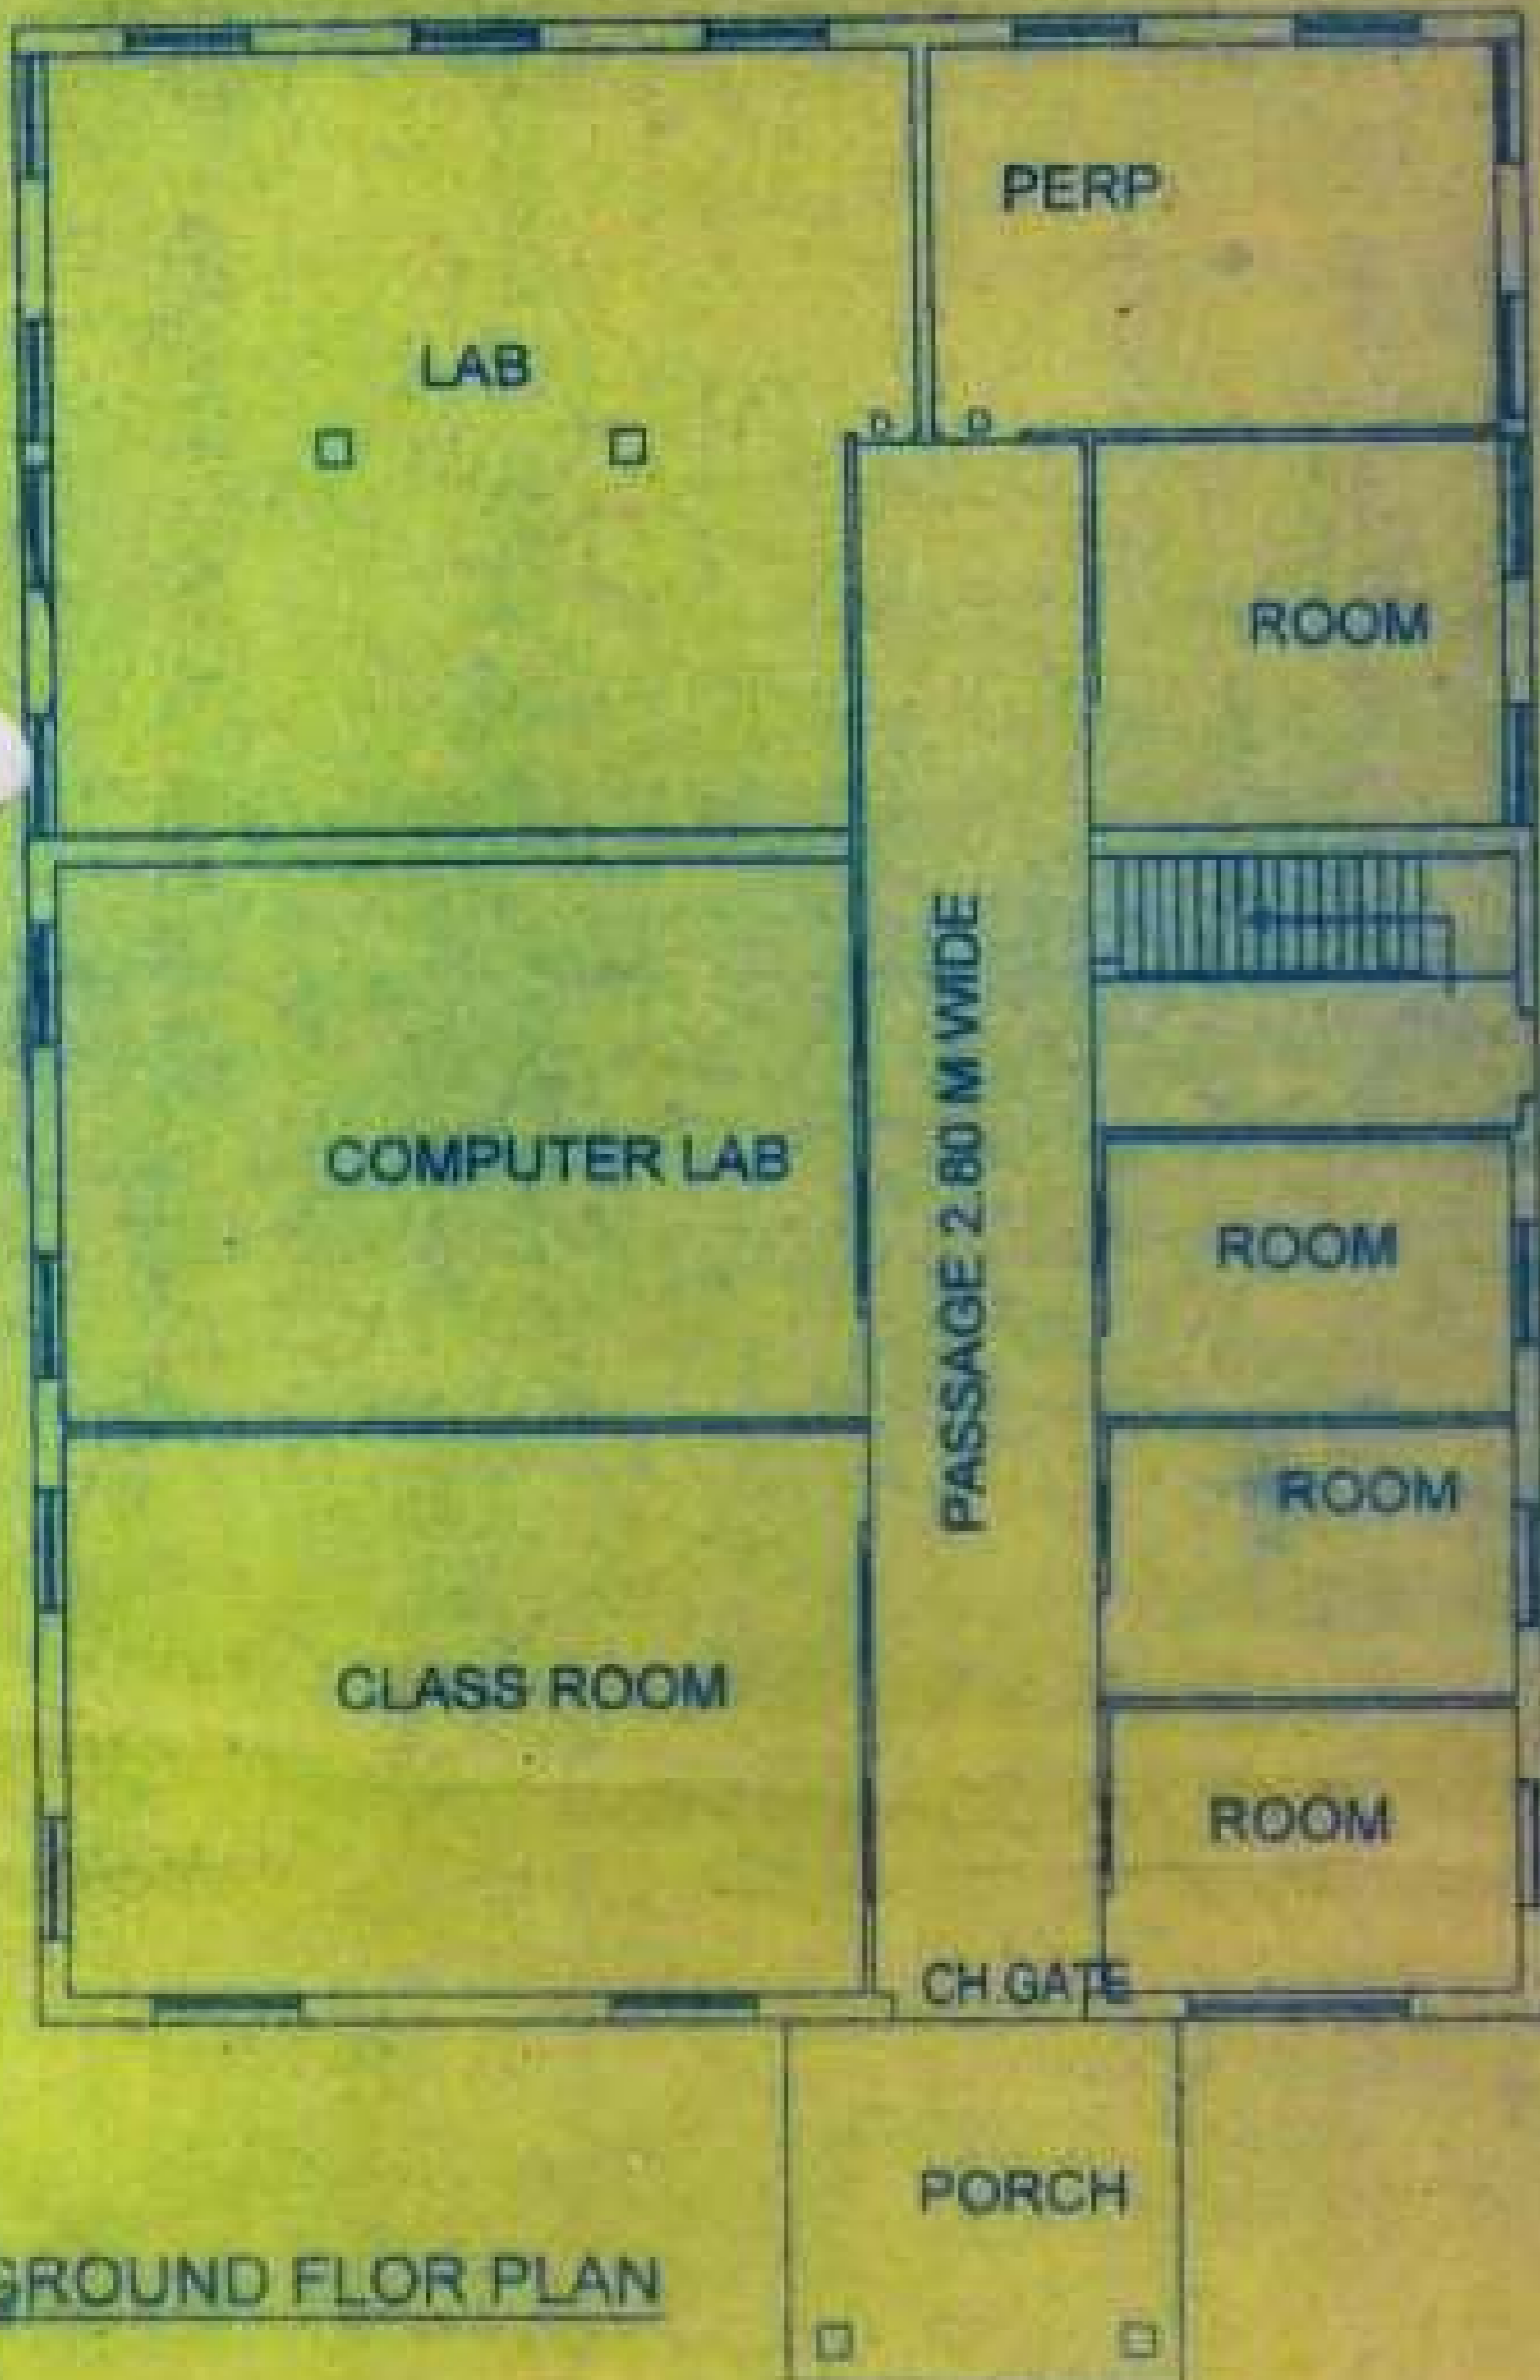 PERP.
LAB
D D
ROOM
PASSAGE 2.80 M WIDE
COMPUTER LAB
ROOM
ROOM
CLASS ROOM
ROOM
CH.GATE
PORCH
GROUND FLOR PLAN